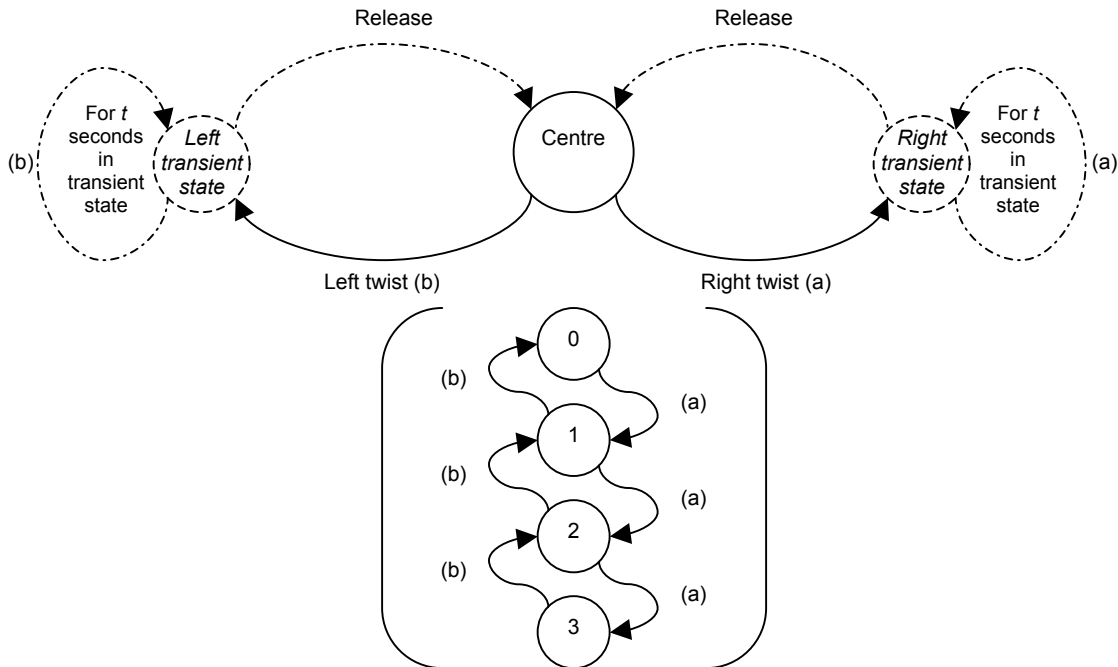 Release
Release
For t
seconds
in
transient
state
(b)
Left
transient
state
Centre
Right
transient
state
For t
seconds
in
transient
state
(a)
Left twist (b)
Right twist (a)
0
(b)
(a)
1
(b)
(a)
2
(b)
(a)
3